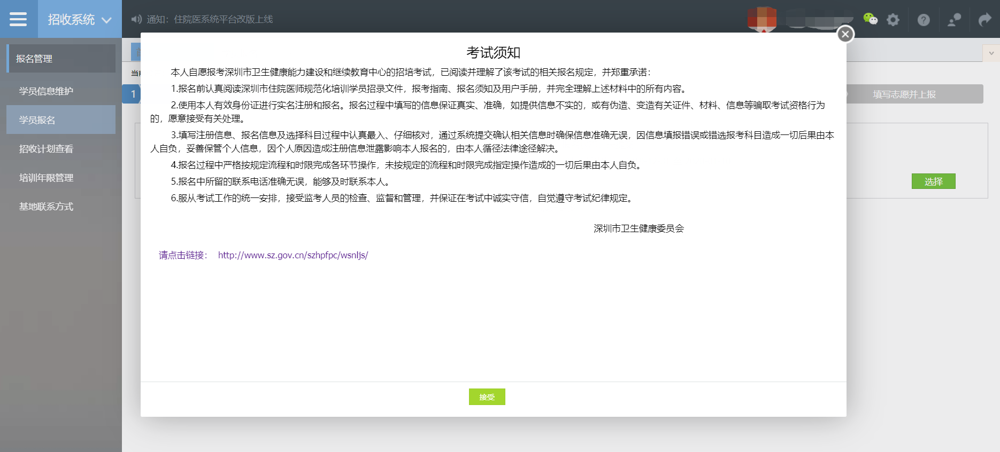 招收系统
通知：住院医系统平台改版上线
报名管理
学员信息维护
学员报名
招收计划查看
培训年限管理
基地联系方式
1
填写志愿并上报
选择
考试须知
本人自愿报考深圳市卫生健康能力建设和继续教育中心的招培考试，已阅读并理解了该考试的相关报名规定，并郑重承诺：
1.报名前认真阅读深圳市住院医师规范化培训学员招录文件，报考指南、报名须知及用户手册，并完全理解上述材料中的所有内容。
2.使用本人有效身份证进行实名注册和报名。报名过程中填写的信息保证真实、准确，如提供信息不实的，或有伪造、变造有关证件、材料、信息等骗取考试资格行为
的，愿意接受有关处理。
3.填写注册信息、报名信息及选择科目过程中认真最入、仔细核对，通过系统提交确认相关信息时确保信息准确无误，因信息填报错误或错选报考科目造成一切后果由本
人自负，妥善保管个人信息，因个人原因造成注册信息泄露影响本人报名的，由本人循径法律途径解决。
4.报名过程中严格按规定流程和时限完成各环节操作，未按规定的流程和时限完成指定操作造成的一切后果由本人自负。
5.报名中所留的联系电话准确无误，能够及时联系本人。
6.服从考试工作的统一安排，接受监考人员的检查、监督和管理，并保证在考试中诚实守信，自觉遵守考试纪律规定。
深圳市卫生健康委员会
请点击链接： http://www.sz.gov.cn/szhpfpc/wsnljs/
接受